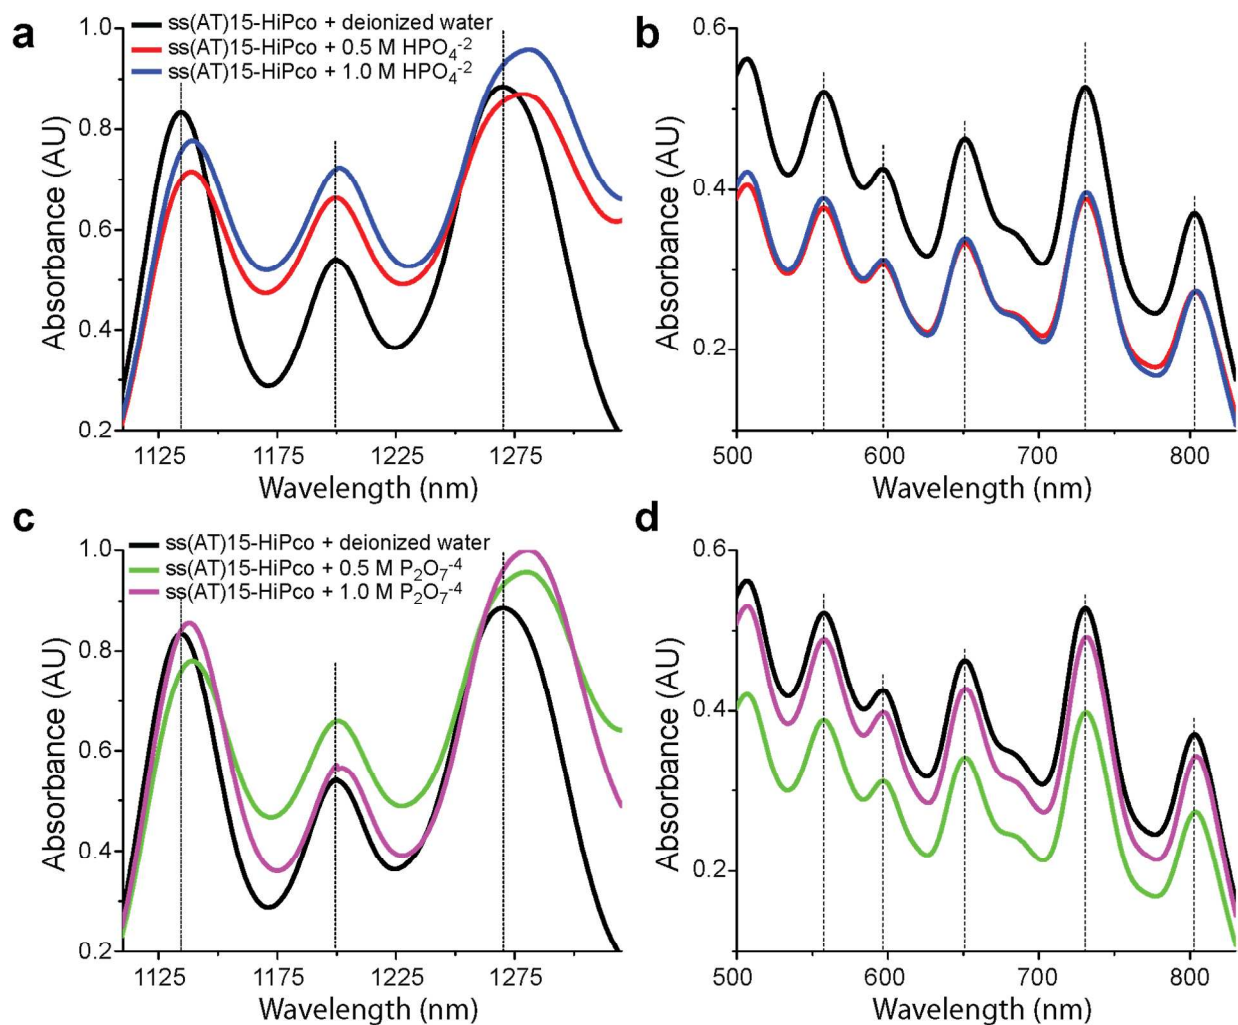 a
ss(AT)15-HiPco + deionized water
ss(AT)15-HiPco + 0.5 M HPO₄⁻²
ss(AT)15-HiPco + 1.0 M HPO₄⁻²
1.0
0.8
0.6
0.4
0.2
Absorbance (AU)
1125 1175 1225 1275
Wavelength (nm)
b
0.6
0.4
0.2
Absorbance (AU)
500 600 700 800
Wavelength (nm)
c
ss(AT)15-HiPco + deionized water
ss(AT)15-HiPco + 0.5 M P₂O₇⁻⁴
ss(AT)15-HiPco + 1.0 M P₂O₇⁻⁴
1.0
0.8
0.6
0.4
0.2
Absorbance (AU)
1125 1175 1225 1275
Wavelength (nm)
d
0.6
0.4
0.2
Absorbance (AU)
500 600 700 800
Wavelength (nm)